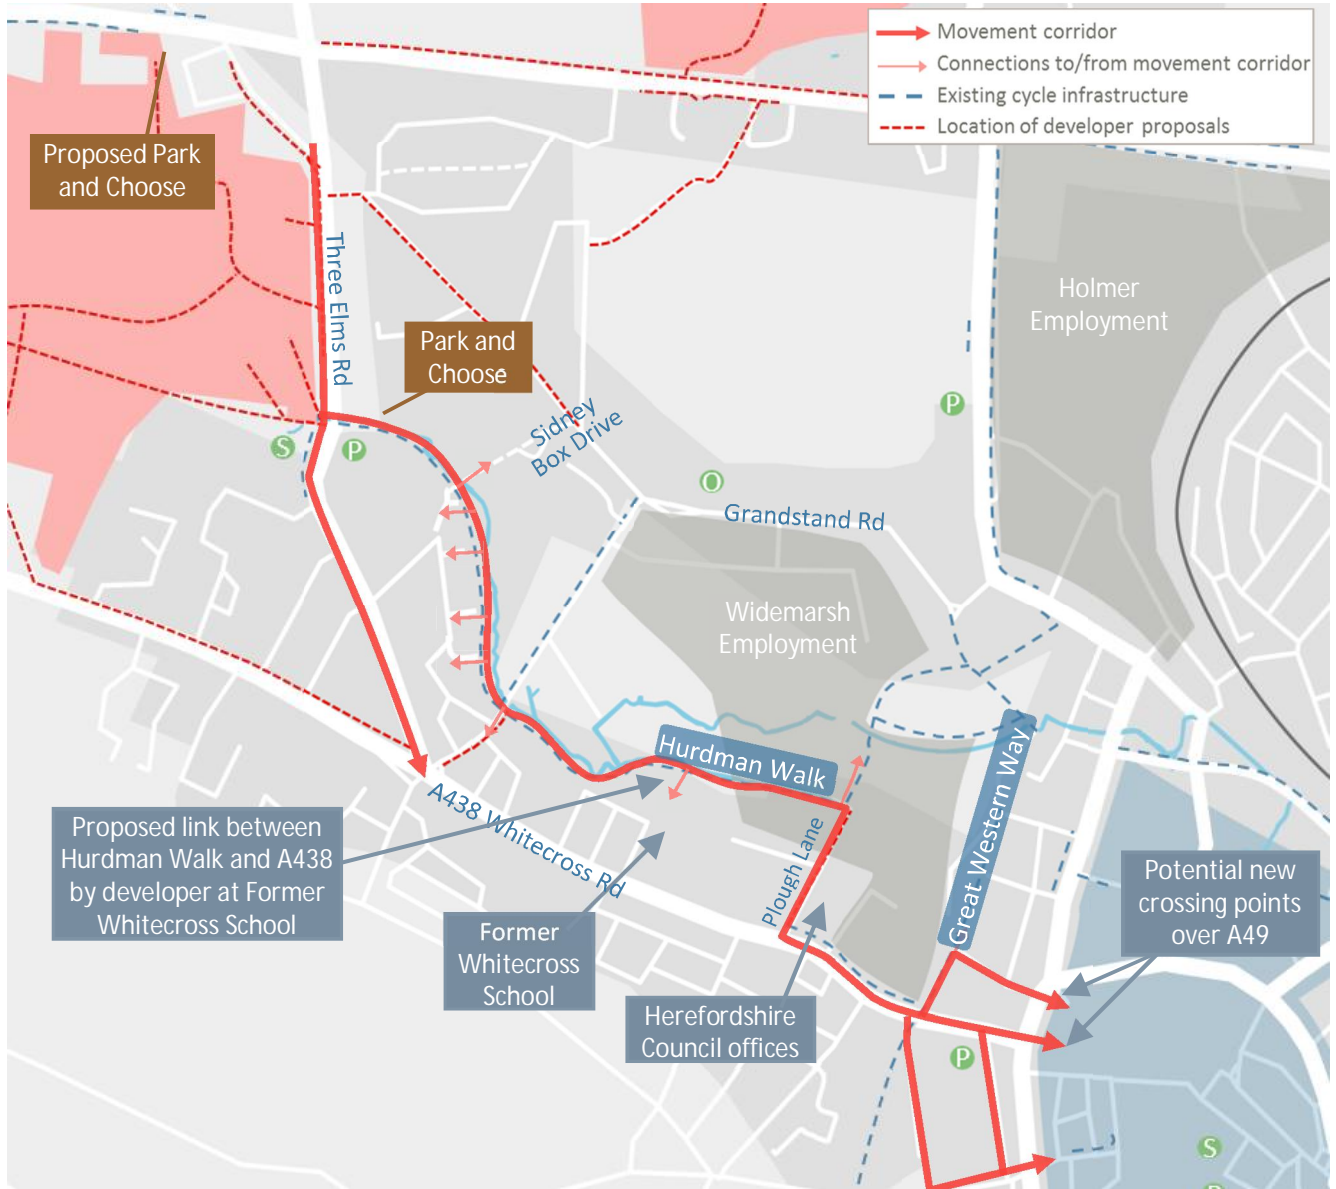 Movement corridor
Connections to/from movement corridor
Existing cycle infrastructure
Location of developer proposals
Proposed Park
and Choose
Three Elms Rd
Holmer
Employment
Park and
Choose
Sidney
Box Drive
P
S
P
O
Grandstand Rd
Widemarsh
Employment
Hurdman Walk
Great Western Way
A438 Whitecross Rd
Plough Lane
Proposed link between
Hurdman Walk and A438
by developer at Former
Whitecross School
Former
Whitecross
School
Herefordshire
Council offices
Potential new
crossing points
over A49
P
S